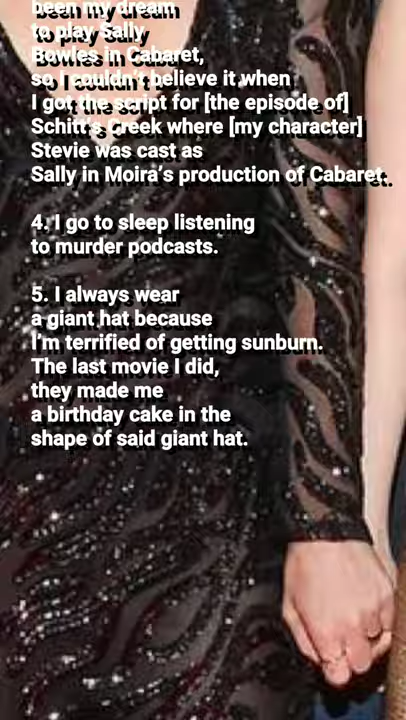 been my dream
to play Sally
Bowles in Cabaret,
so I couldn't believe it when
I got the script for [the episode of]
Schitt's Creek where [my character]
Stevie was cast as
Sally in Moira's production of Cabaret.
4. I go to sleep listening
to murder podcasts.
5. I always wear
a giant hat because
I'm terrified of getting sunburn.
The last movie I did,
they made me
a birthday cake in the
shape of said giant hat.